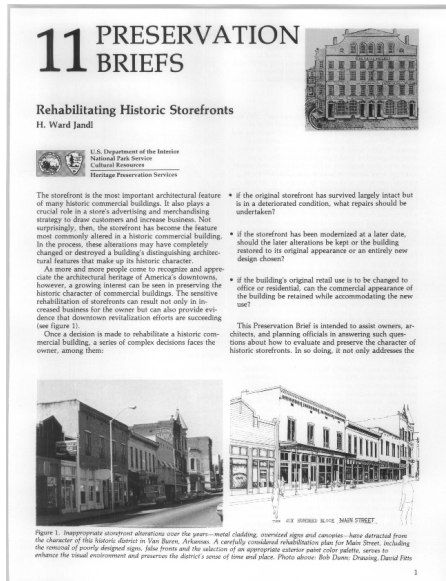 11 PRESERVATION
BRIEFS
Rehabilitating Historic Storefronts
H. Ward Jandl
U.S. Department of the Interior
National Park Service
Cultural Resources
Heritage Preservation Services
The storefront is the most important architectural feature
of many historic commercial buildings. It also plays a
crucial role in a store's advertising and merchandising
strategy to draw customers and increase business. Not
surprisingly, then, the storefront has become the feature
most commonly altered in a historic commercial building.
In the process, these alterations may have completely
changed or destroyed a building's distinguishing architec-
tural features that make up its historic character.
As more and more people come to recognize and appre-
ciate the architectural heritage of America's downtowns,
however, a growing interest can be seen in preserving the
historic character of commercial buildings. The sensitive
rehabilitation of storefronts can result not only in in-
creased business for the owner but can also provide evi-
dence that downtown revitalization efforts are succeeding
(see figure 1).
Once a decision is made to rehabilitate a historic com-
mercial building, a series of complex decisions faces the
owner, among them:
• if the original storefront has survived largely intact but
is in a deteriorated condition, what repairs should be
undertaken?
• if the storefront has been modernized at a later date,
should the later alterations be kept or the building
restored to its original appearance or an entirely new
design chosen?
• if the building's original retail use is to be changed to
office or residential, can the commercial appearance of
the building be retained while accommodating the new
use?
This Preservation Brief is intended to assist owners, ar-
chitects, and planning officials in answering such ques-
tions about how to evaluate and preserve the character of
historic storefronts. In so doing, it not only addresses the
HUNDRED BLOCK MAIN STREET
Figure 1. Inappropriate storefront alterations over the years—metal cladding, oversized signs and canopies—have detracted from
the character of this historic district in Van Buren, Arkansas. A carefully considered rehabilitation plan for Main Street, including
the removal of poorly designed signs, false fronts and the selection of an appropriate exterior paint color palette, serves to
enhance the visual environment and preserves the district's sense of time and place. Photo above: Bob Dunn; Drawing, David Fitts
1